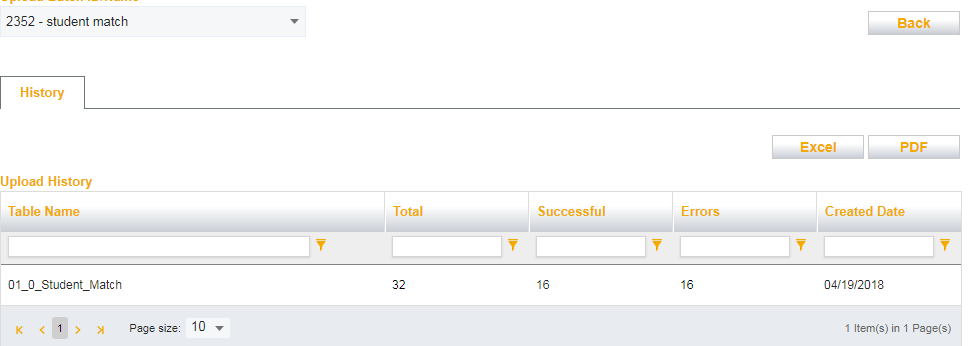 2352 - student match
Back
History
Excel PDF
Upload History
Table Name Total Successful Errors Created Date
01_0_Student_Match 32 16 16 04/19/2018
1 Page size: 10 1 Item(s) in 1 Page(s)